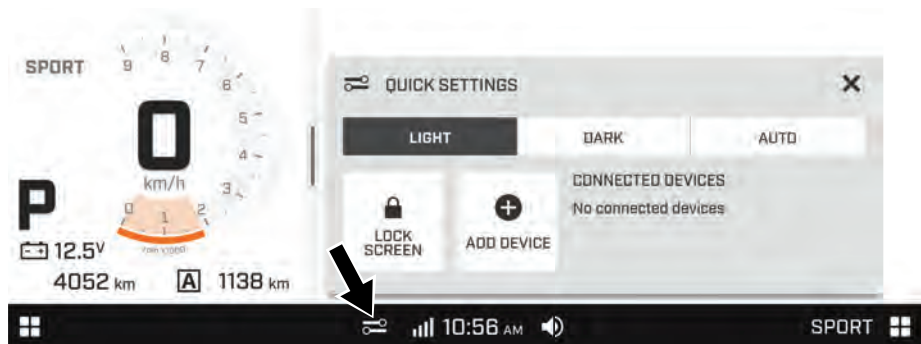 SPORT
9
8
7
6
5
4
3
0
1
2
0
km/h
P
12.5V
4052 km
A 1138 km
QUICK SETTINGS
LIGHT
DARK
AUTO
LOCK
SCREEN
ADD DEVICE
CONNECTED DEVICES
No connected devices
10:56 AM
SPORT